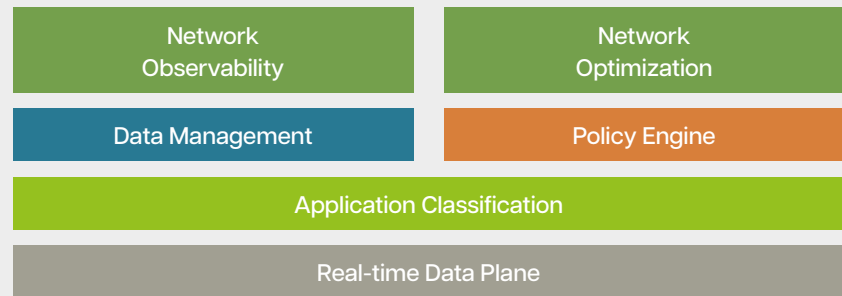 Network
Observability
Network
Optimization
Data Management
Policy Engine
Application Classification
Real-time Data Plane